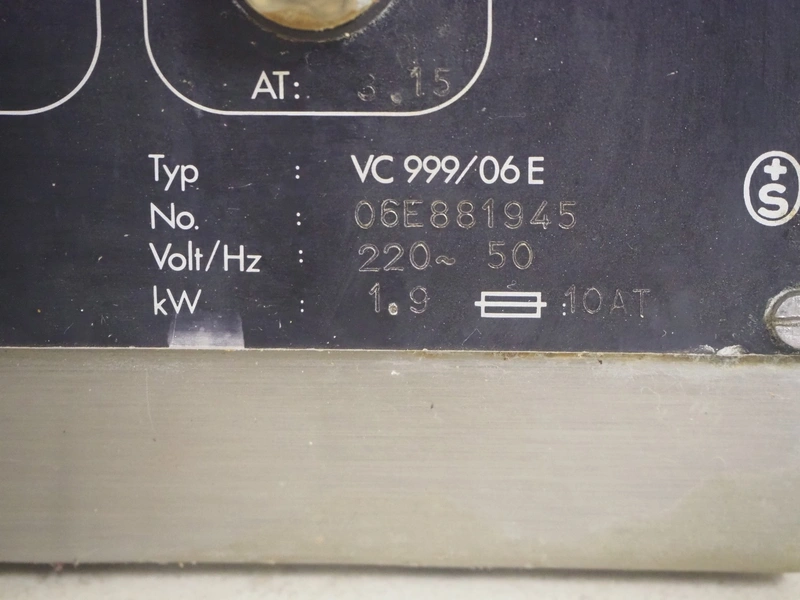 AT: 3.15
Typ : VC 999/06 E
No. : 06E881945
Volt/Hz : 220~ 50
kW : 1.9 : 10AT
+S